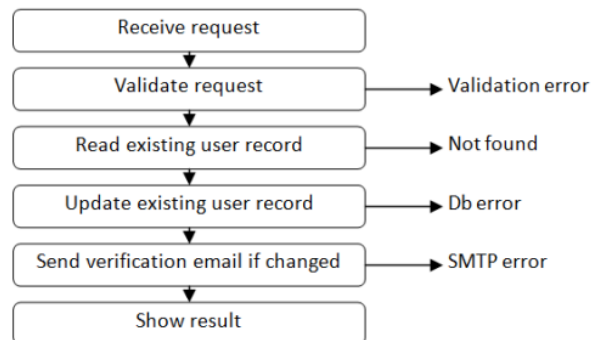 Receive request
Validate request
Validation error
Read existing user record
Not found
Update existing user record
Db error
Send verification email if changed
SMTP error
Show result